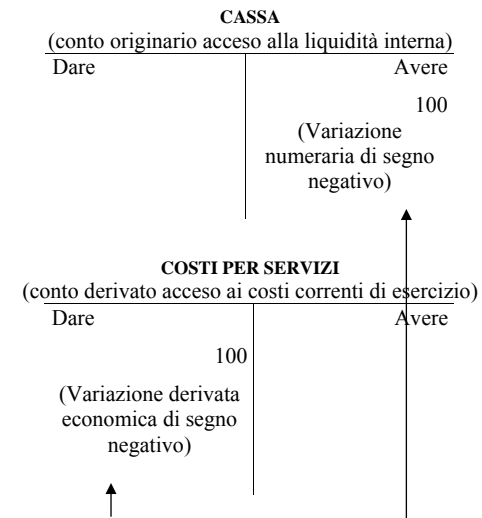 CASSA
(conto originario acceso alla liquidità interna)
Dare Avere
100
(Variazione
numeraria di segno
negativo)
COSTI PER SERVIZI
(conto derivato acceso ai costi correnti di esercizio)
Dare Avere
100
(Variazione derivata
economica di segno
negativo)